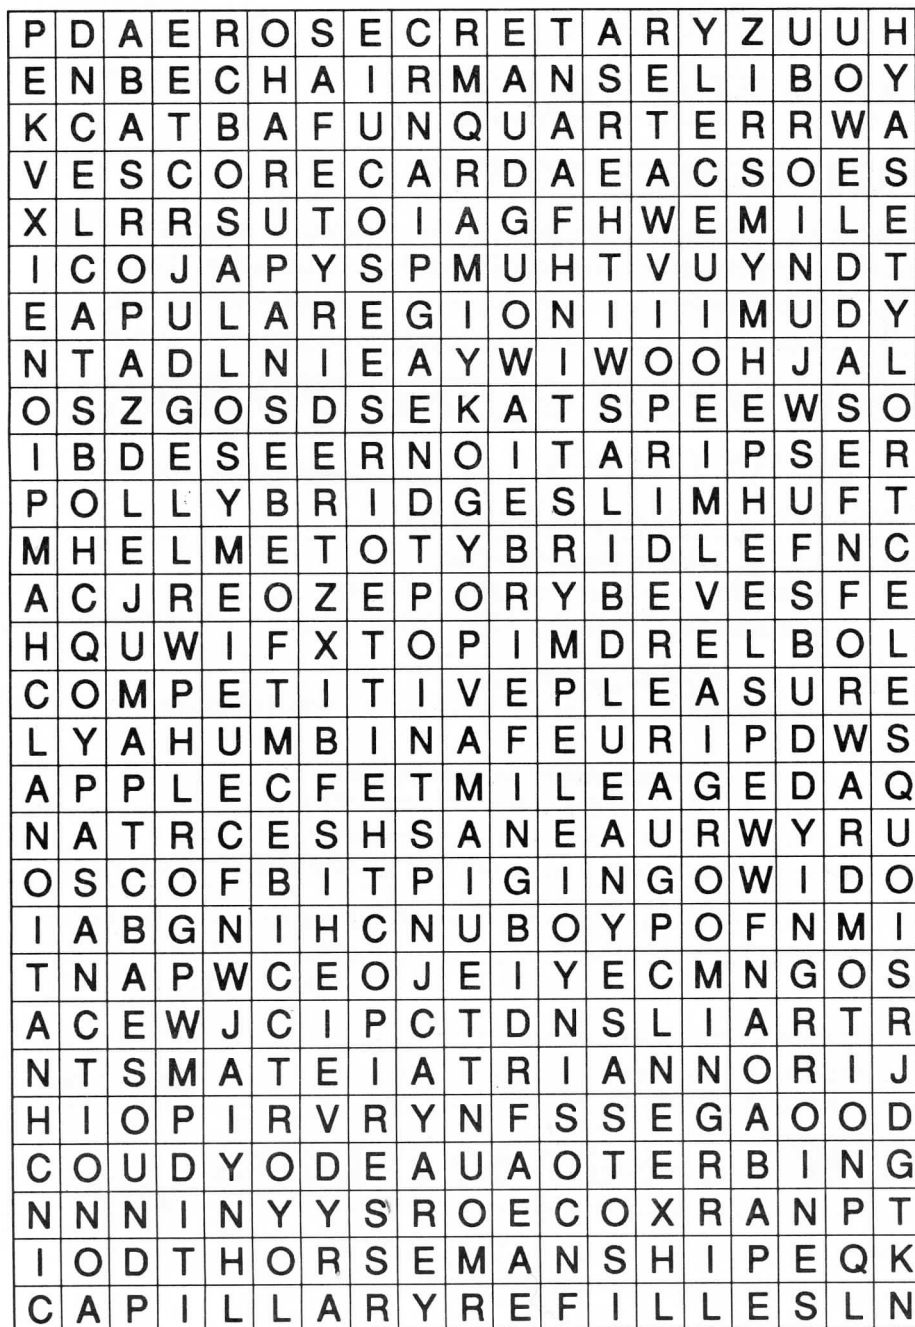 P D A E R O S E C R E T A R Y Z U U H
E N B E C H A I R M A N S E L I B O Y
K C A T B A F U N Q U A R T E R R W A
V E S C O R E C A R D A E A C S O E S
X L R R S U T O I A G F H W E M I L E
I C O J A P Y S P M U H T V U Y N D T
E A P U L A R E G I O N I I I M U D Y
N T A D L N I E A Y W I W O O H J A L
O S Z G O S D S E K A T S P E E W S O
I B D E S E E R N O I T A R I P S E R
P O L L Y B R I D G E S L I M H U F T
M H E L M E T O T Y B R I D L E F N C
A C J R E O Z E P O R Y B E V E S F E
H Q U W I F X T O P I M D R E L B O L
C O M P E T I T I V E P L E A S U R E
L Y A H U M B I N A F E U R I P D W S
A P P L E C F E T M I L E A G E D A Q
N A T R C E S H S A N E A U R W Y R U
O S C O F B I T P I G I N G O W I D O
I A B G N I H C N U B O Y P O F N M I
T N A P W C E O J E I Y E C M N G O S
A C E W J C I P C T D N S L I A R T R
N T S M A T E I A T R I A N N O R I J
H I O P I R V R Y N F S S E G A O O D
C O U D Y O D E A U A O T E R B I N G
N N N I N Y Y S R O E C O X R A N P T
I O D T H O R S E M A N S H I P E Q K
C A P I L L A R Y R E F I L L E S L N